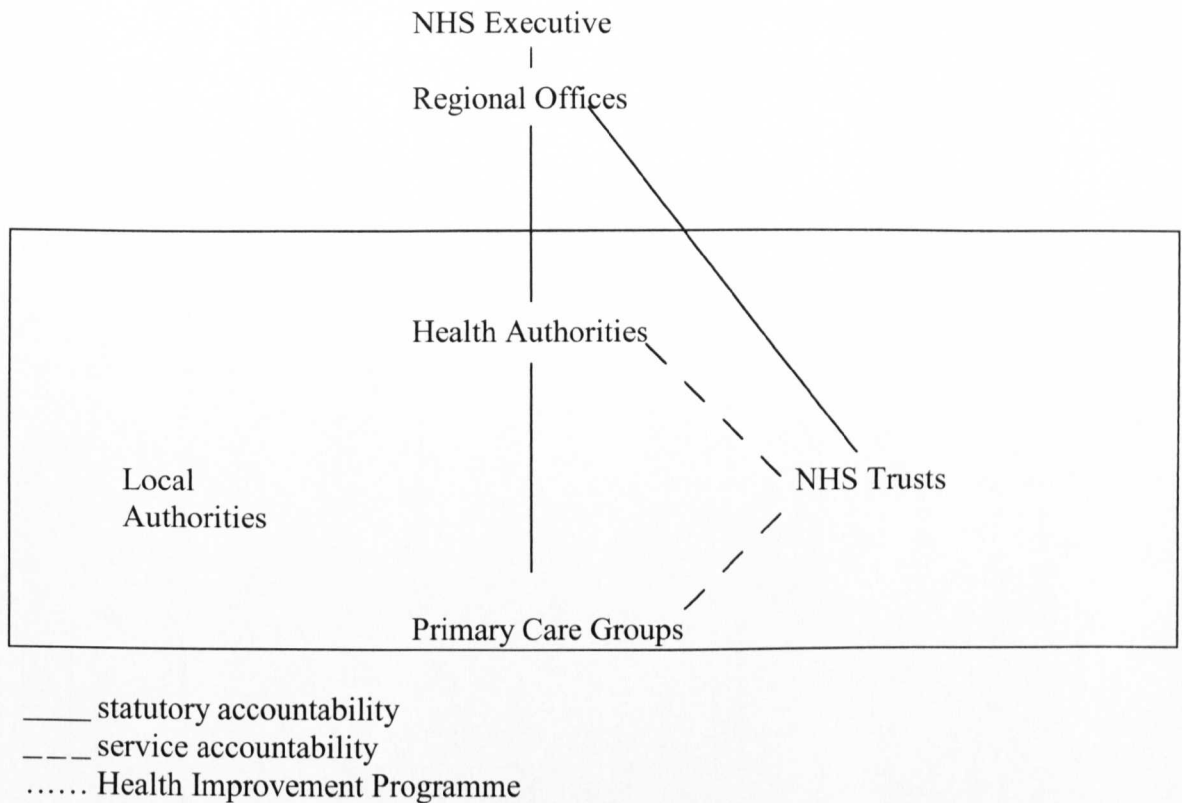 NHS Executive
Regional Offices
Health Authorities
Local
Authorities
NHS Trusts
Primary Care Groups
____ statutory accountability
_ _ _ service accountability
...... Health Improvement Programme